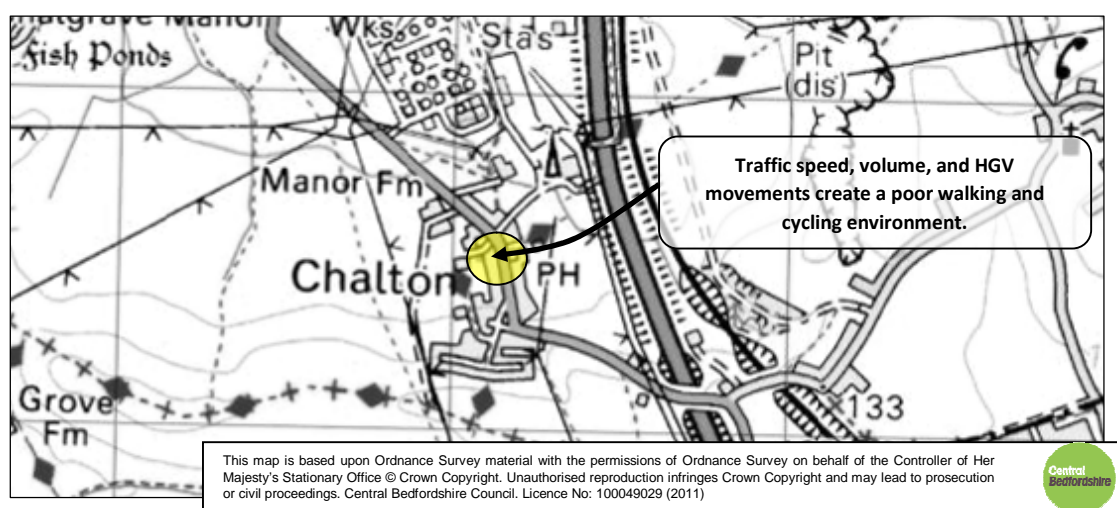 Manor
Fish Ponds
Wks
Stas
Pit
(dis)
Manor Fm
Traffic speed, volume, and HGV
movements create a poor walking and
cycling environment.
Chalton
PH
Grove
Fm
133
This map is based upon Ordnance Survey material with the permissions of Ordnance Survey on behalf of the Controller of Her
Majesty's Stationary Office © Crown Copyright. Unauthorised reproduction infringes Crown Copyright and may lead to prosecution
or civil proceedings. Central Bedfordshire Council. Licence No: 100049029 (2011)
Central
Bedfordshire